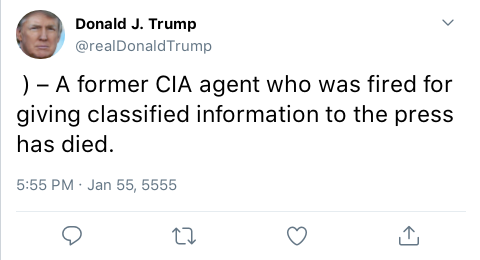 Donald J. Trump
@realDonaldTrump
) – A former CIA agent who was fired for
giving classified information to the press
has died.
5:55 PM · Jan 55, 5555